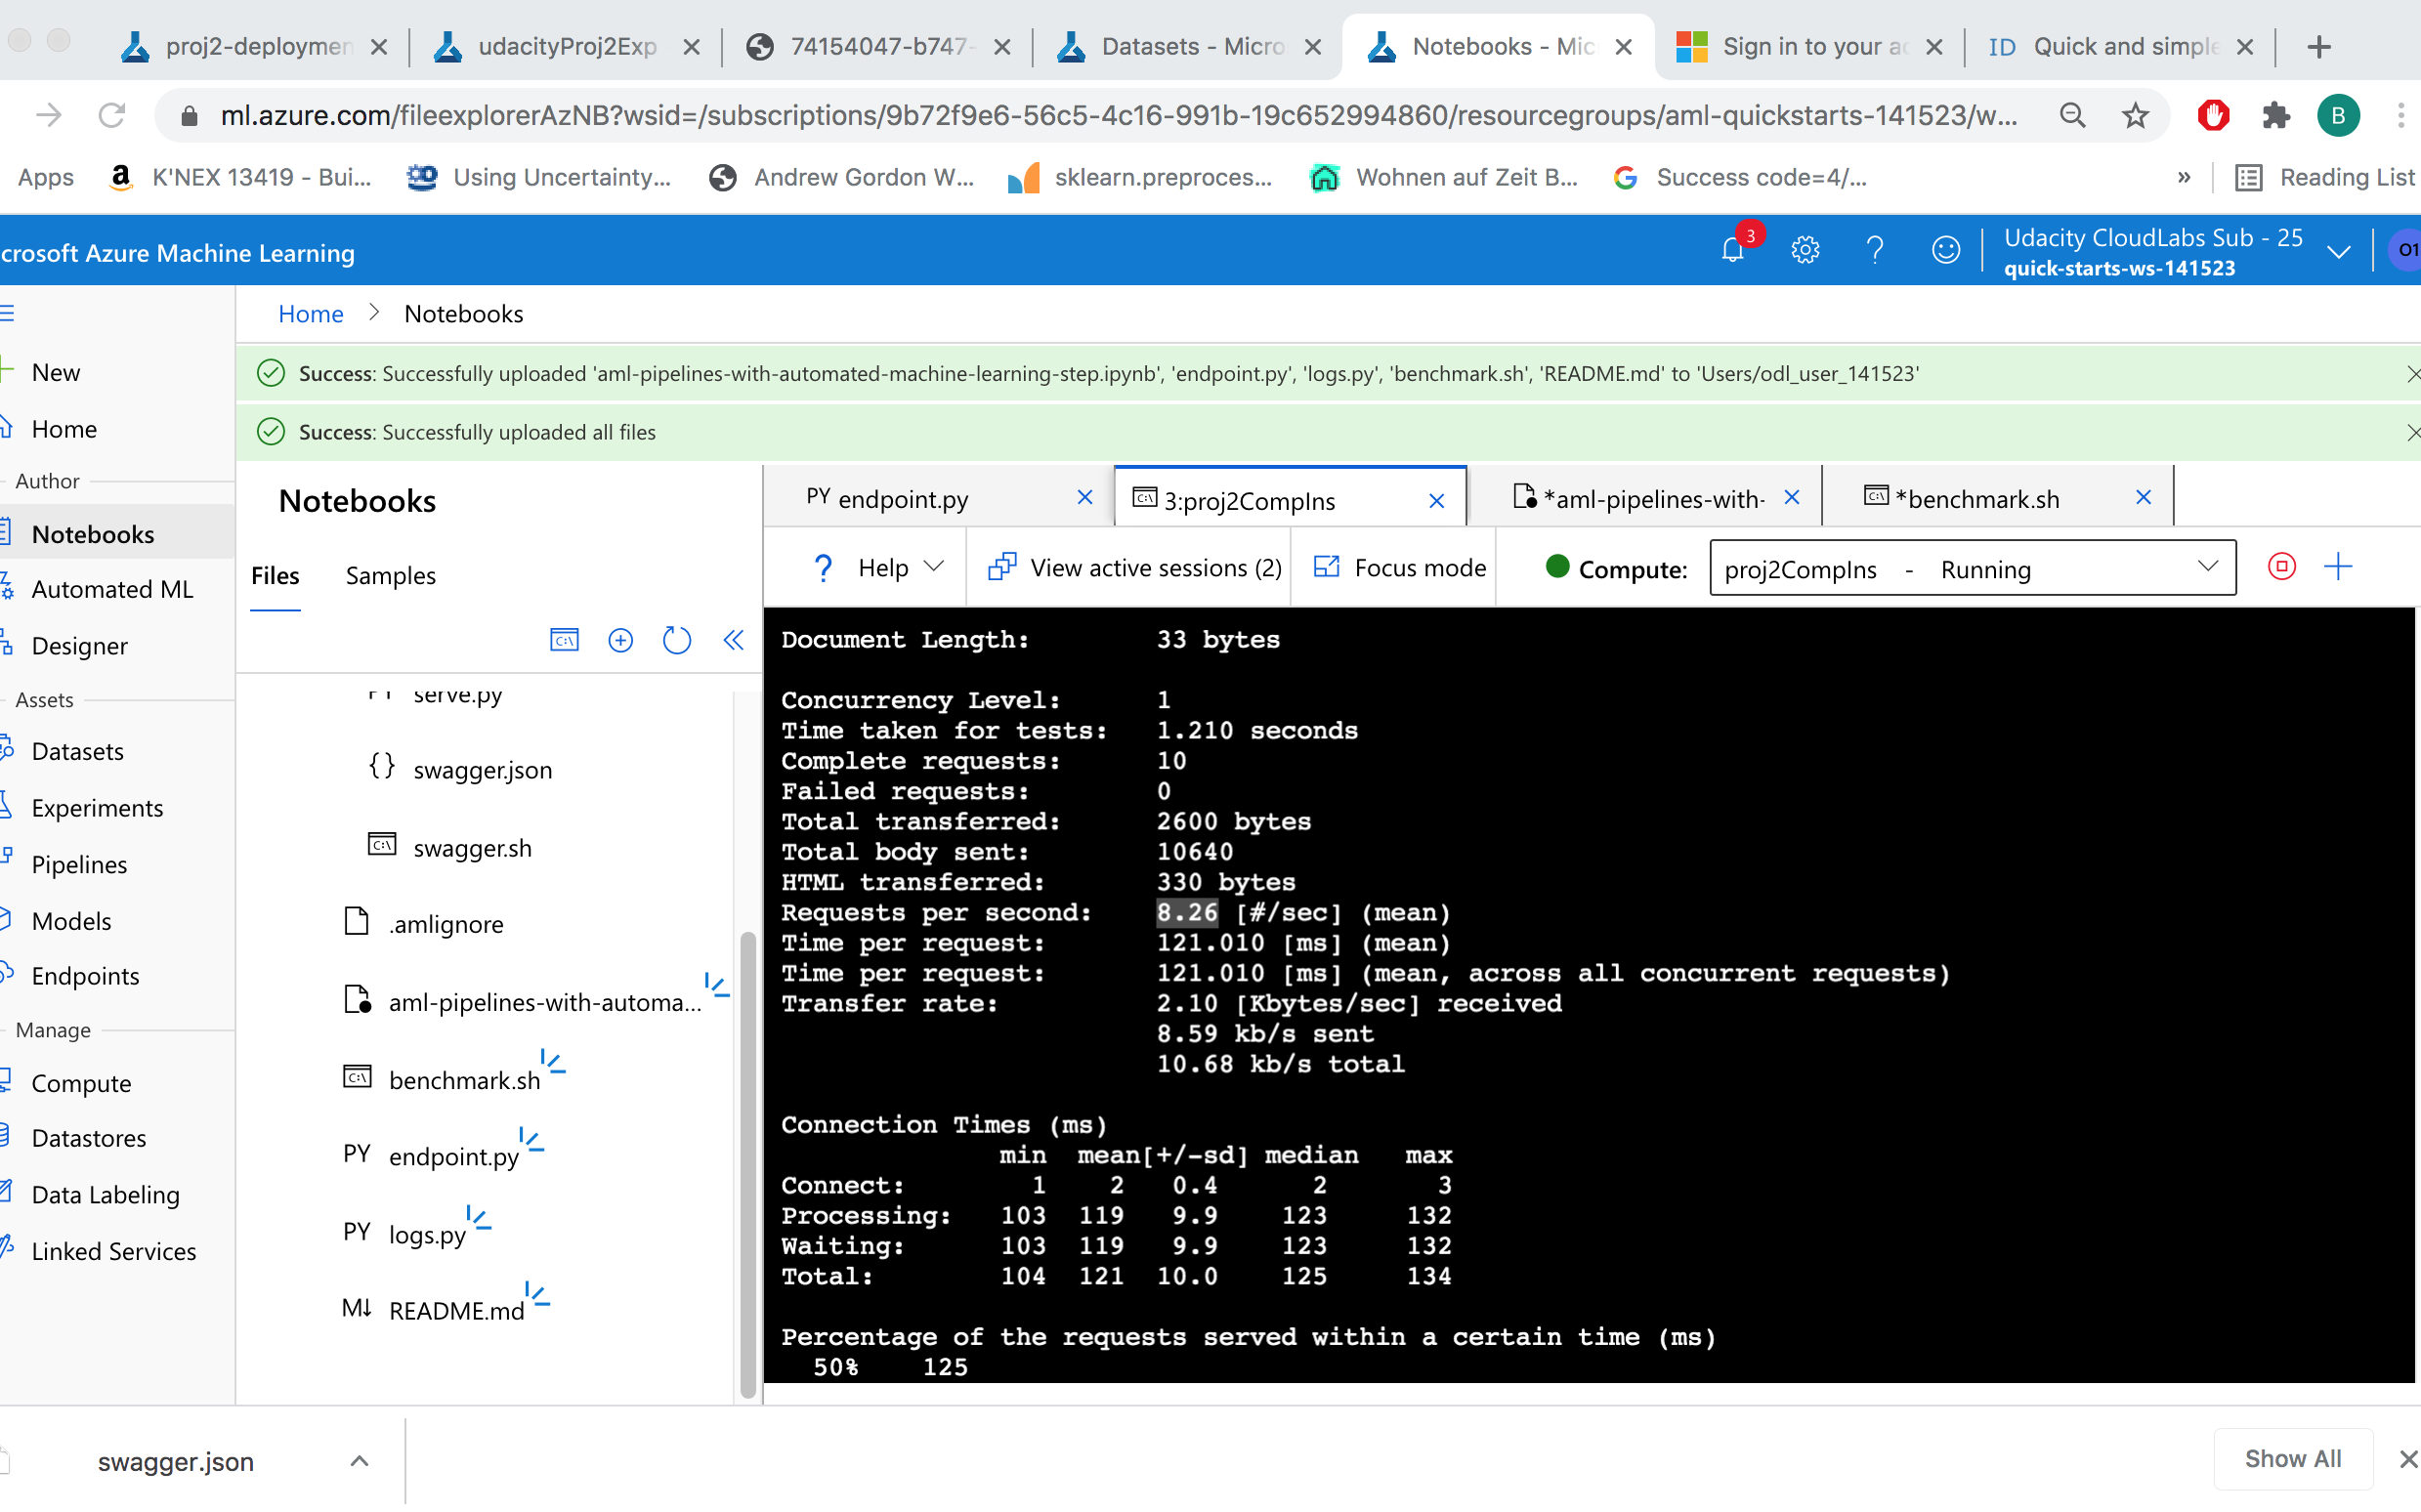 proj2-deploymen
udacityProj2Exp
74154047-b747-
Datasets - Micro
Notebooks - Mic
Sign in to your ac
ID Quick and simple
ml.azure.com/fileexplorerAzNB?wsid=/subscriptions/9b72f9e6-56c5-4c16-991b-19c652994860/resourcegroups/aml-quickstarts-141523/w...
B
Apps
K'NEX 13419 - Bui...
Using Uncertainty...
Andrew Gordon W...
sklearn.preproces...
Wohnen auf Zeit B...
Success code=4/...
»
Reading List
crosoft Azure Machine Learning
3
Udacity CloudLabs Sub - 25
quick-starts-ws-141523
O1
Home > Notebooks
Success: Successfully uploaded 'aml-pipelines-with-automated-machine-learning-step.ipynb', 'endpoint.py', 'logs.py', 'benchmark.sh', 'README.md' to 'Users/odl_user_141523'
Success: Successfully uploaded all files
New
Home
Author
Notebooks
Automated ML
Designer
Assets
Datasets
Experiments
Pipelines
Models
Endpoints
Manage
Compute
Datastores
Data Labeling
Linked Services
Notebooks
Files Samples
serve.py
{} swagger.json
swagger.sh
.amlignore
aml-pipelines-with-automa...
benchmark.sh
PY endpoint.py
PY logs.py
M↓ README.md
PY endpoint.py
3:proj2CompIns
*aml-pipelines-with-
*benchmark.sh
? Help
View active sessions (2)
Focus mode
Compute: proj2CompIns - Running
Document Length: 33 bytes
Concurrency Level: 1
Time taken for tests: 1.210 seconds
Complete requests: 10
Failed requests: 0
Total transferred: 2600 bytes
Total body sent: 10640
HTML transferred: 330 bytes
Requests per second: 8.26 [#/sec] (mean)
Time per request: 121.010 [ms] (mean)
Time per request: 121.010 [ms] (mean, across all concurrent requests)
Transfer rate: 2.10 [Kbytes/sec] received
8.59 kb/s sent
10.68 kb/s total
Connection Times (ms)
min mean[+/-sd] median max
Connect: 1 2 0.4 2 3
Processing: 103 119 9.9 123 132
Waiting: 103 119 9.9 123 132
Total: 104 121 10.0 125 134
Percentage of the requests served within a certain time (ms)
50% 125
swagger.json
Show All